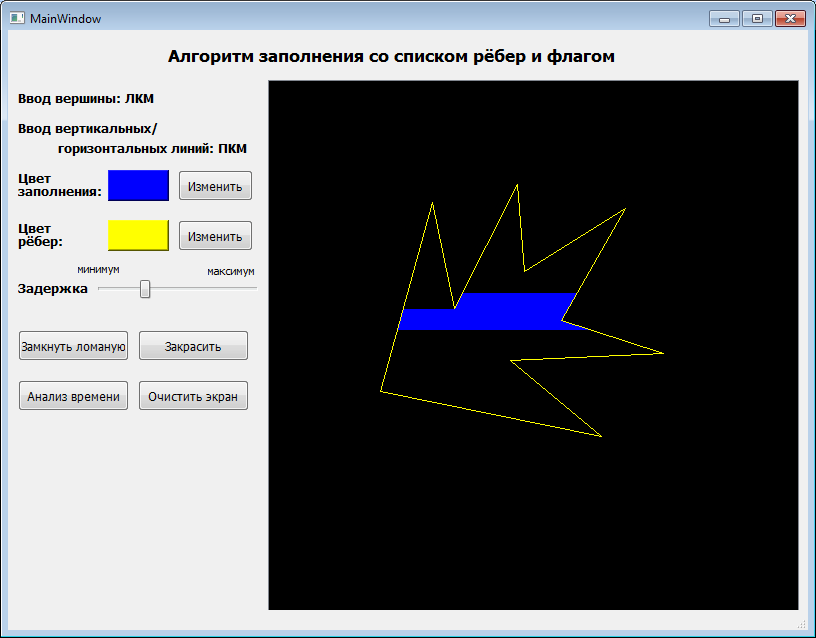 MainWindow
Алгоритм заполнения со списком рёбер и флагом
Ввод вершины: ЛКМ
Ввод вертикальных/
горизонтальных линий: ПКМ
Цвет
заполнения:
Изменить
Цвет
рёбер:
Изменить
минимум
максимум
Задержка
Замкнуть ломаную
Закрасить
Анализ времени
Очистить экран